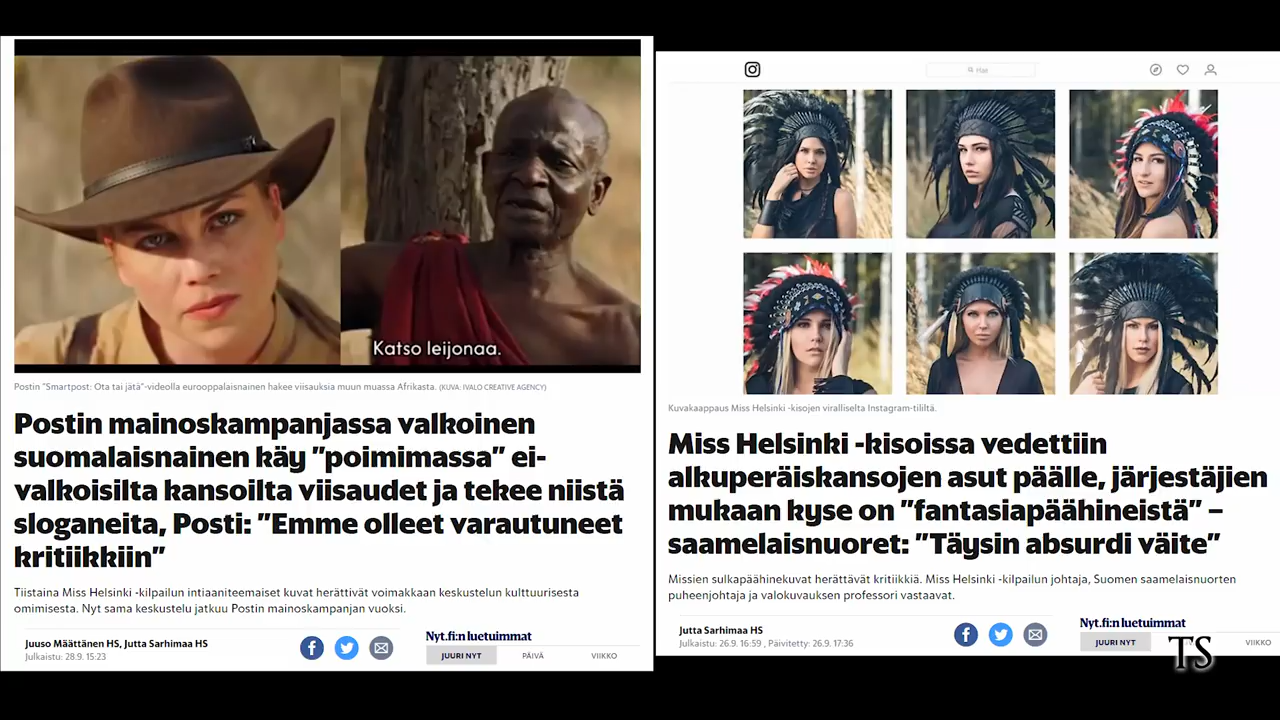 Katso leijonaa.
Postin "Smartpost: Ota tai jätä"-videolla eurooppalaisnainen hakee viisauksia muun muassa Afrikasta. (KUVA: IVALO CREATIVE AGENCY)
Postin mainoskampanjassa valkoinen
suomalaisnainen käy "poimimassa" ei-
valkoisilta kansoilta viisaudet ja tekee niistä
sloganeita, Posti: "Emme olleet varautuneet
kritiikkiin"
Tiistaina Miss Helsinki -kilpailun intiaaniteemaiset kuvat herättivät voimakkaan keskustelun kulttuurisesta
omimisesta. Nyt sama keskustelu jatkuu Postin mainoskampanjan vuoksi.
Juuso Määttänen HS, Jutta Sarhimaa HS
Julkaistu: 28.9. 15:23
Nyt.fi:n luetuimmat
JUURI NYT PÄIVÄ VIIKKO
Hae
Kuvakaappaus Miss Helsinki -kisojen viralliselta Instagram-tililtä.
Miss Helsinki -kisoissa vedettiin
alkuperäiskansojen asut päälle, järjestäjien
mukaan kyse on "fantasiapäähineistä" –
saamelaisnuoret: "Täysin absurdi väite"
Missien sulkapäähinekuvat herättävät kritiikkiä. Miss Helsinki -kilpailun johtaja, Suomen saamelaisnuorten
puheenjohtaja ja valokuvauksen professori vastaavat.
Jutta Sarhimaa HS
Julkaistu: 26.9. 16:59 , Päivitetty: 26.9. 17:36
Nyt.fi:n luetuimmat
JUURI NYT VIIKKO
TS